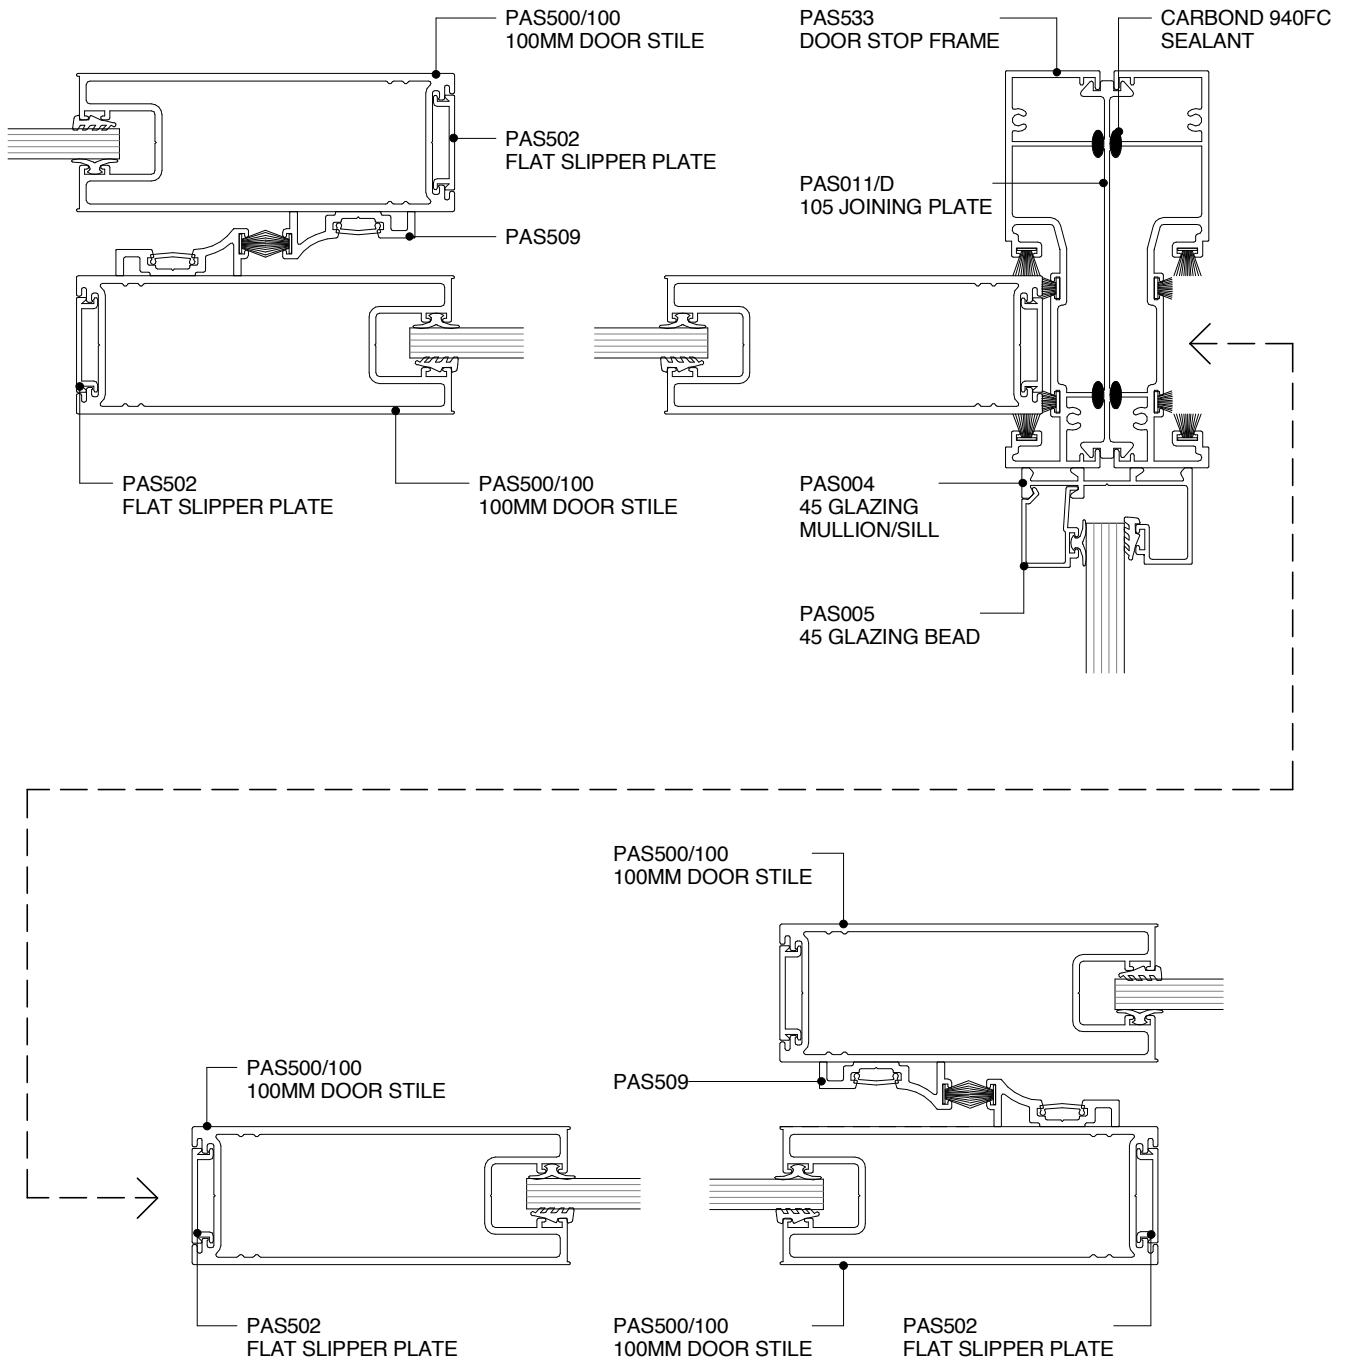 PAS500/100
100MM DOOR STILE
PAS533
DOOR STOP FRAME
CARBOND 940FC
SEALANT
PAS502
FLAT SLIPPER PLATE
PAS011/D
105 JOINING PLATE
PAS509
PAS502
FLAT SLIPPER PLATE
PAS500/100
100MM DOOR STILE
PAS004
45 GLAZING
MULLION/SILL
PAS005
45 GLAZING BEAD
PAS500/100
100MM DOOR STILE
PAS500/100
100MM DOOR STILE
PAS509
PAS502
FLAT SLIPPER PLATE
PAS500/100
100MM DOOR STILE
PAS502
FLAT SLIPPER PLATE